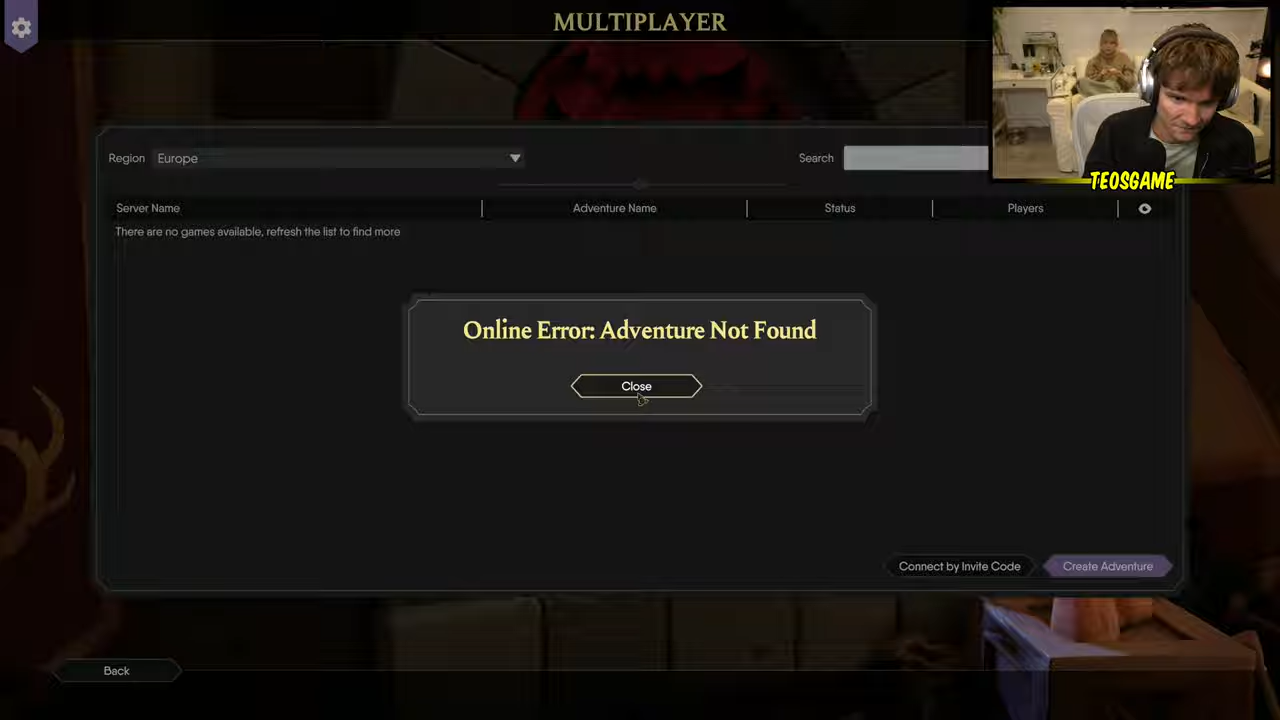 MULTIPLAYER
Region Europe Search
Server Name Adventure Name Status Players
There are no games available, refresh the list to find more
Online Error: Adventure Not Found
Close
Connect by Invite Code Create Adventure
Back
TEOSGAME